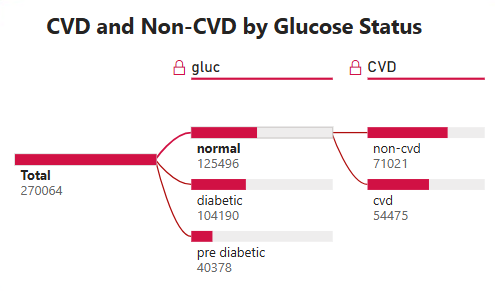 CVD and Non-CVD by Glucose Status
gluc
CVD
Total
270064
normal
125496
diabetic
104190
pre diabetic
40378
non-cvd
71021
cvd
54475